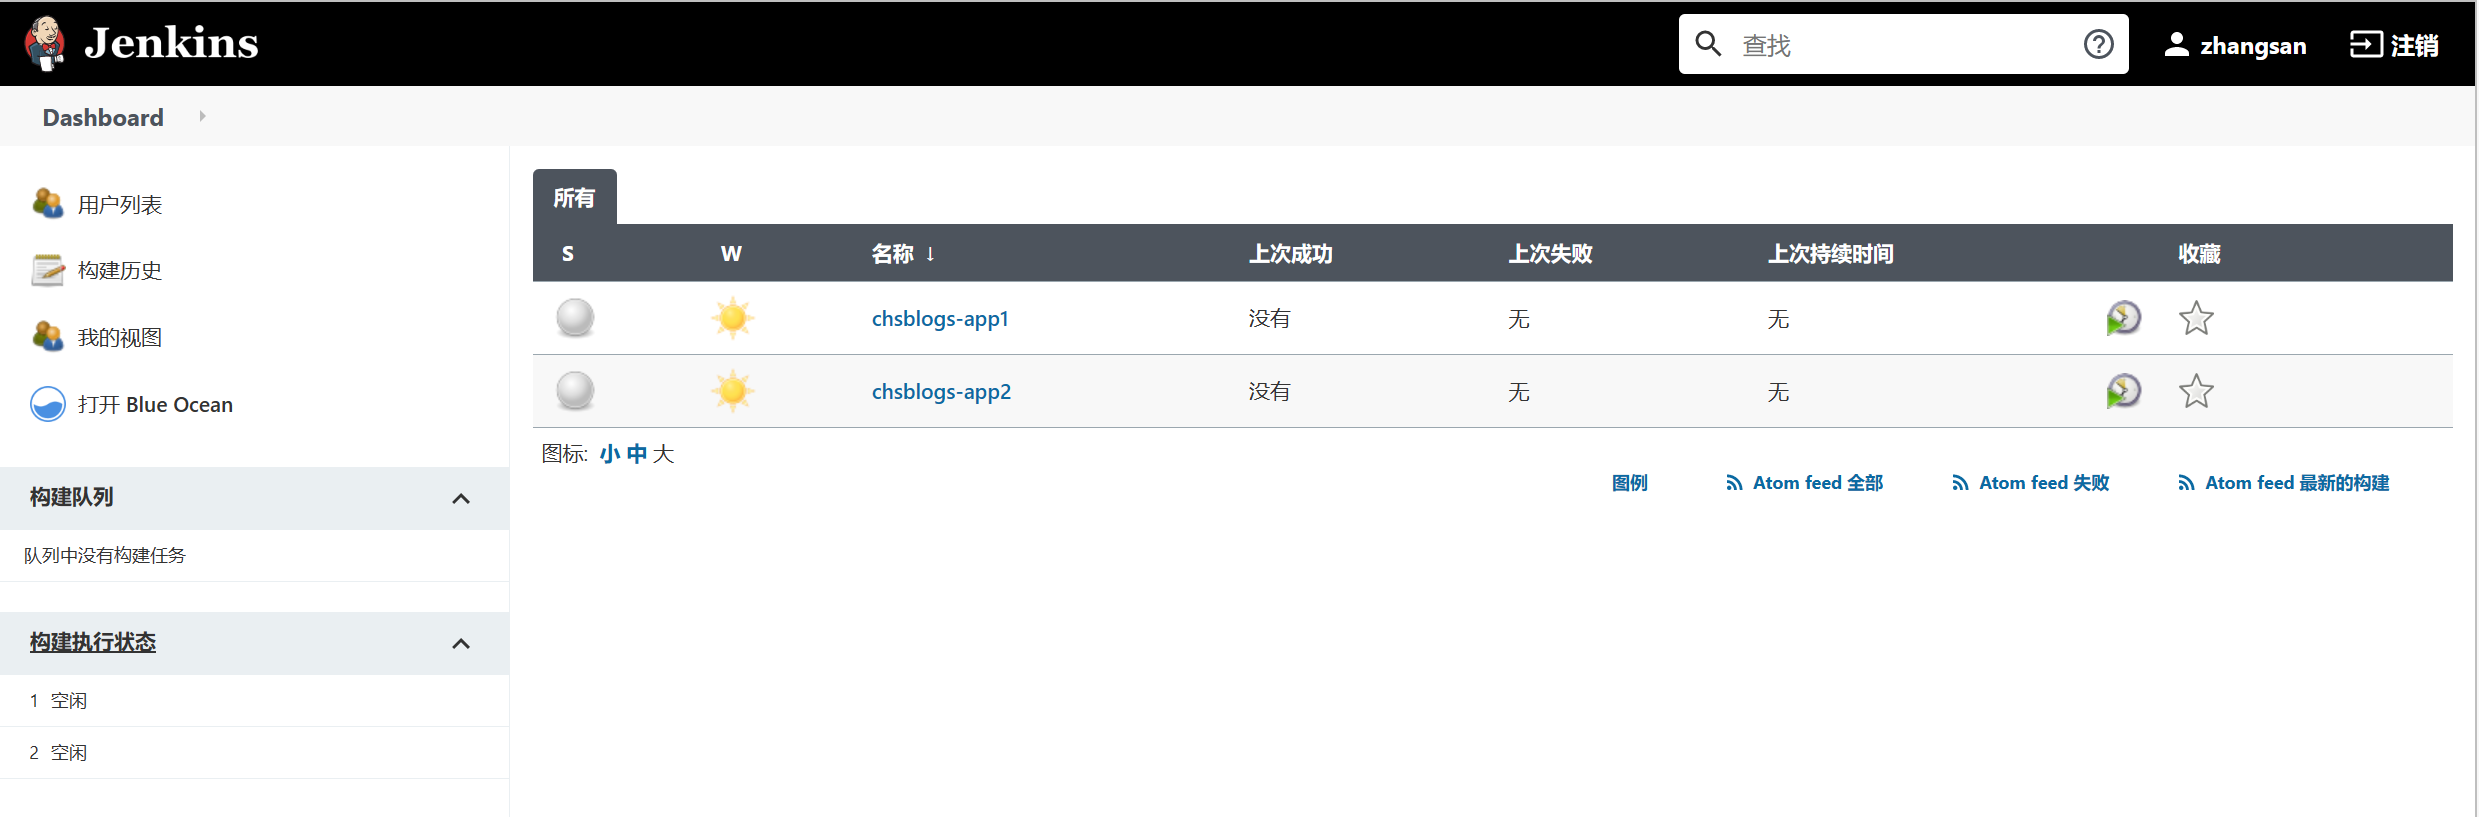 Jenkins
查找
zhangsan
注销
Dashboard
用户列表
构建历史
我的视图
打开 Blue Ocean
构建队列
队列中没有构建任务
构建执行状态
1 空闲
2 空闲
所有
S W 名称 ↓ 上次成功 上次失败 上次持续时间 收藏
chsblogs-app1 没有 无 无
chsblogs-app2 没有 无 无
图标: 小 中 大
图例 Atom feed 全部 Atom feed 失败 Atom feed 最新的构建